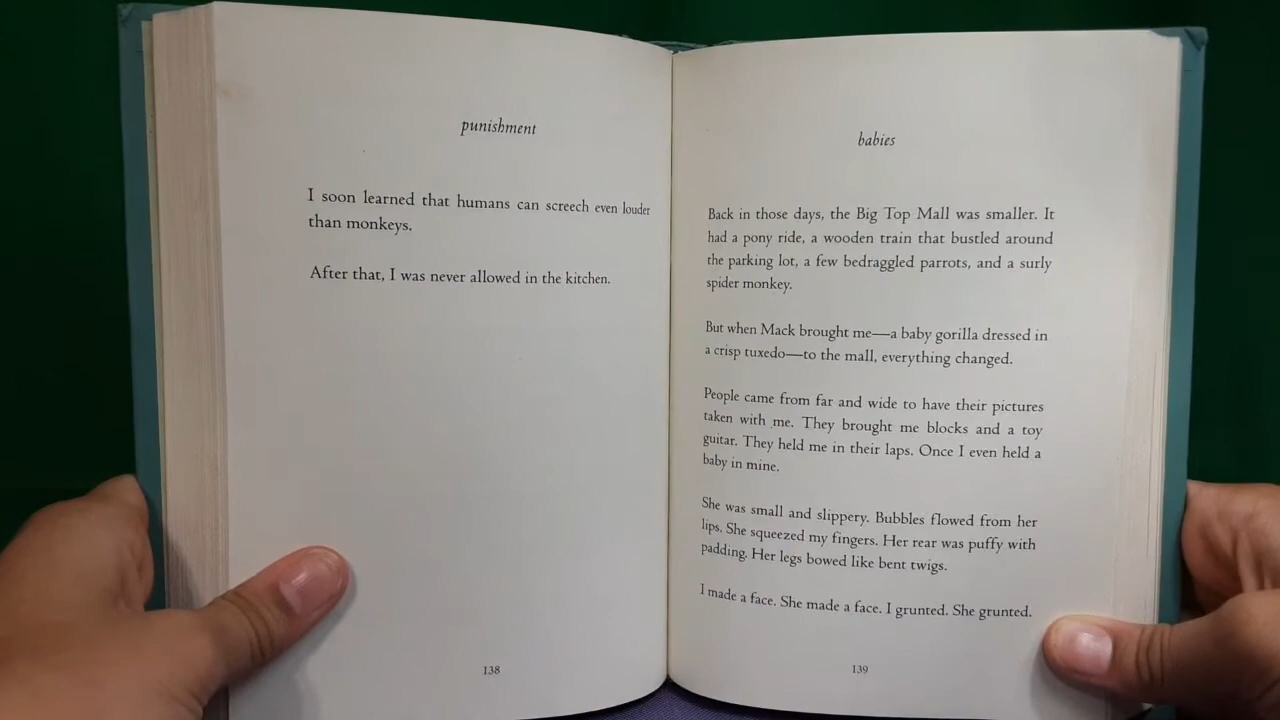 punishment
I soon learned that humans can screech even louder
than monkeys.
After that, I was never allowed in the kitchen.
138
babies
Back in those days, the Big Top Mall was smaller. It
had a pony ride, a wooden train that bustled around
the parking lot, a few bedraggled parrots, and a surly
spider monkey.
But when Mack brought me—a baby gorilla dressed in
a crisp tuxedo—to the mall, everything changed.
People came from far and wide to have their pictures
taken with me. They brought me blocks and a toy
guitar. They held me in their laps. Once I even held a
baby in mine.
She was small and slippery. Bubbles flowed from her
lips. She squeezed my fingers. Her rear was puffy with
padding. Her legs bowed like bent twigs.
I made a face. She made a face. I grunted. She grunted.
139